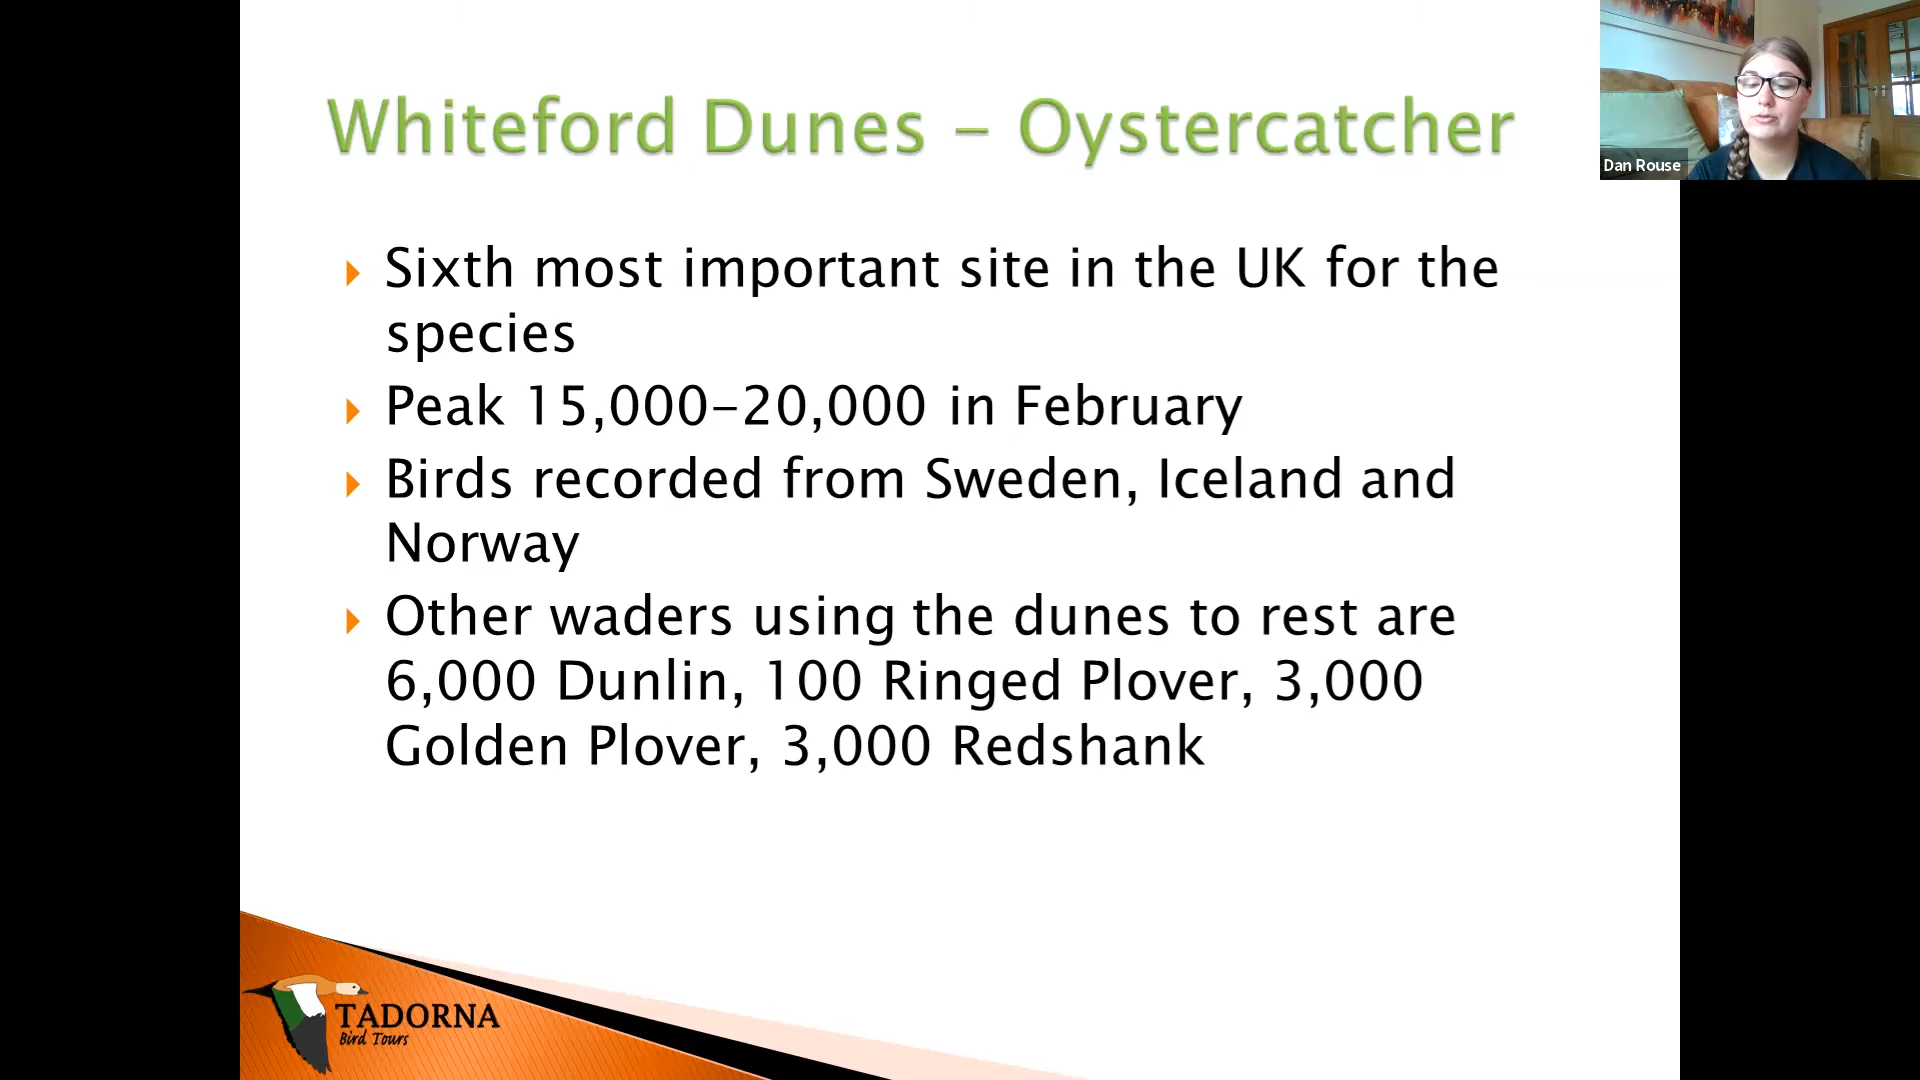 Whiteford Dunes – Oystercatcher
Dan Rouse
Sixth most important site in the UK for the
species
Peak 15,000–20,000 in February
Birds recorded from Sweden, Iceland and
Norway
Other waders using the dunes to rest are
6,000 Dunlin, 100 Ringed Plover, 3,000
Golden Plover, 3,000 Redshank
TADORNA
Bird Tours